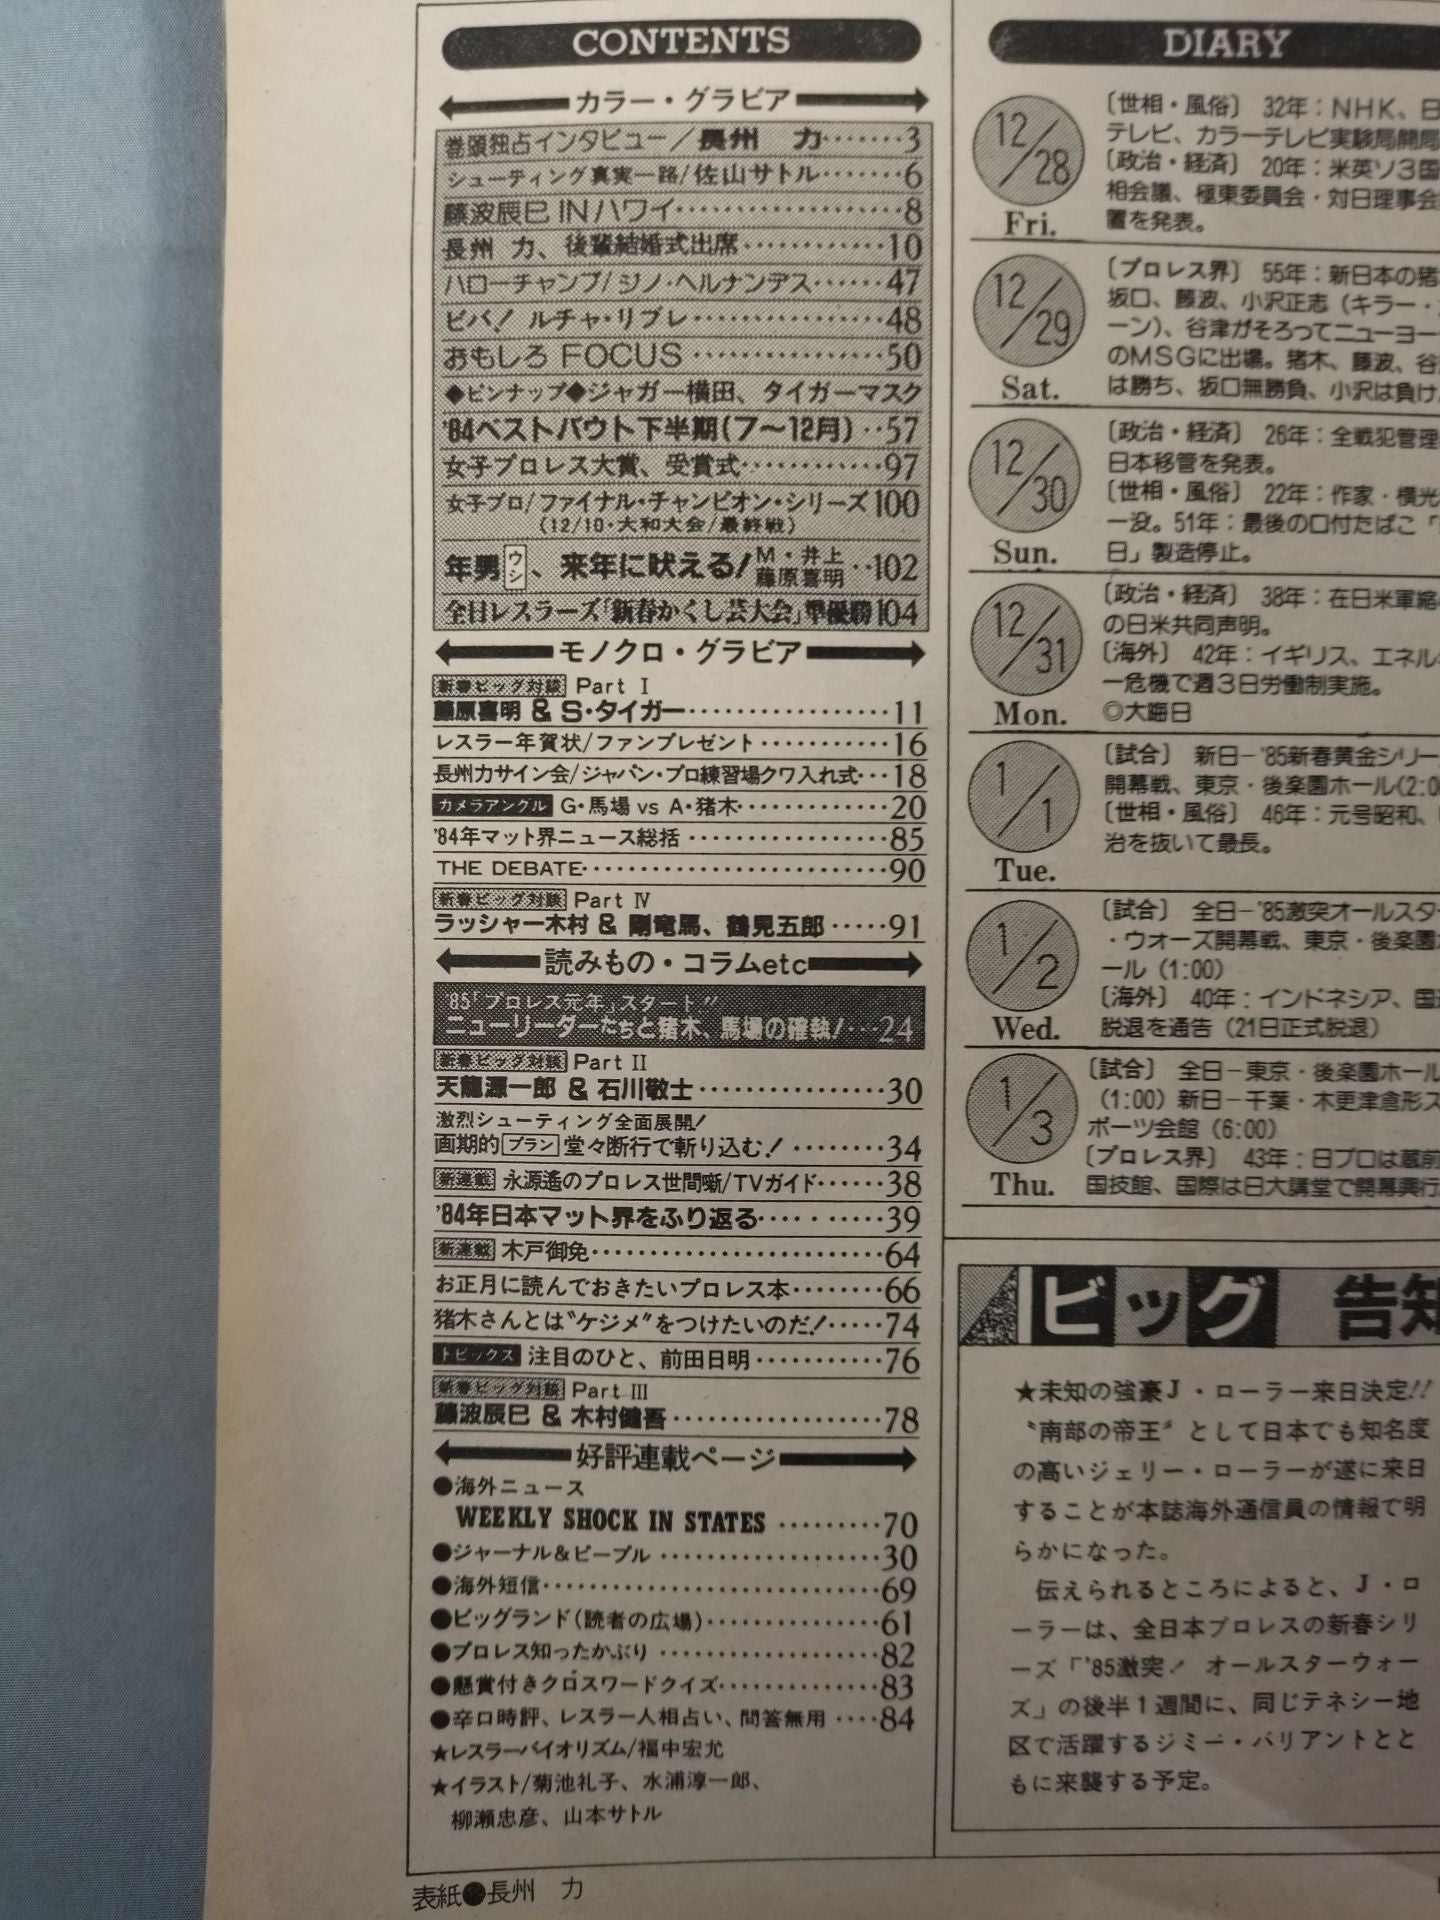 CONTENTS
カラー・グラビア
巻頭独占インタビュー／長州　力………3
シューティング真実一路/佐山サトル………6
藤波辰巳INハワイ………8
長州　力、後輩結婚式出席………10
ハローチャンプ/ジノ・ヘルナンデス………47
ビバ！ルチャ・リブレ………48
おもしろFOCUS………50
◆ピンナップ◆ジャガー横田、タイガーマスク
'84ベストバウト下半期(7〜12月)‥57
女子プロレス大賞、受賞式………97
女子プロ/ファイナル・チャンピオン・シリーズ100
(12/10・大和大会/最終戦)
年男ウシ、来年に吠える！M・井上 藤原喜明‥102
全日レスラーズ「新春かくし芸大会」準優勝104
モノクロ・グラビア
新春ビッグ対談 Part I
藤原喜明 & S・タイガー………11
レスラー年賀状/ファンプレゼント………16
長州力サイン会/ジャパン・プロ練習場クワ入れ式…18
カメラアングル G・馬場 vs A・猪木………20
'84年マット界ニュース総括………85
THE DEBATE………90
新春ビッグ対談 Part IV
ラッシャー木村 & 剛竜馬、鶴見五郎……91
読みもの・コラムetc
'85「プロレス元年」スタート〃
ニューリーダーたちと猪木、馬場の確執！…24
新春ビッグ対談 Part II
天龍源一郎 & 石川敬士………30
激烈シューティング全面展開！
画期的プラン堂々断行で斬り込む！………34
新連載 永源遙のプロレス世間噺/TVガイド……38
'84年日本マット界をふり返る………39
新連載 木戸御免………64
お正月に読んでおきたいプロレス本………66
猪木さんとは〝ケジメ〟をつけたいのだ！……74
トピックス 注目のひと、前田日明………76
新春ビッグ対談 Part III
藤波辰巳 & 木村健吾………78
好評連載ページ
●海外ニュース
WEEKLY SHOCK IN STATES………70
●ジャーナル&ピープル………30
●海外短信………69
●ビッグランド(読者の広場)………61
●プロレス知ったかぶり………82
●懸賞付きクロスワードクイズ………83
●辛口時評、レスラー人相占い、問答無用‥‥84
★レスラーバイオリズム/福中宏允
★イラスト/菊池礼子、水浦淳一郎、
柳瀬忠彦、山本サトル
表紙●長州　力
DIARY
12/28
Fri.
〔世相・風俗〕32年：NHK、日
テレビ、カラーテレビ実験局開局
〔政治・経済〕20年：米英ソ3国
相会議、極東委員会・対日理事会
置を発表。
12/29
Sat.
〔プロレス界〕55年：新日本の猪
坂口、藤波、小沢正志（キラー・
ーン）、谷津がそろってニューヨー
のMSGに出場。猪木、藤波、谷
は勝ち、坂口無勝負、小沢は負け
12/30
Sun.
〔政治・経済〕26年：全戦犯管理
日本移管を発表。
〔世相・風俗〕22年：作家・横光
一没。51年：最後の口付たばこ「
日」製造停止。
12/31
Mon.
〔政治・経済〕38年：在日米軍縮
の日米共同声明。
〔海外〕42年：イギリス、エネル
ー危機で週3日労働制実施。
◎大晦日
1/1
Tue.
〔試合〕新日−'85新春黄金シリー
開幕戦、東京・後楽園ホール(2:0
〔世相・風俗〕46年：元号昭和、
治を抜いて最長。
1/2
Wed.
〔試合〕全日−'85激突オールスタ
・ウォーズ開幕戦、東京・後楽園
ール（1:00）
〔海外〕40年：インドネシア、国
脱退を通告（21日正式脱退）
1/3
Thu.
〔試合〕全日−東京・後楽園ホール
（1:00）新日−千葉・木更津倉形ス
ポーツ会館（6:00）
〔プロレス界〕43年：日プロは蔵前
国技館、国際は日大講堂で開幕興行
ビッグ　告知
★未知の強豪J・ローラー来日決定!!
〝南部の帝王〟として日本でも知名度
の高いジェリー・ローラーが遂に来日
することが本誌海外通信員の情報で明
らかになった。
伝えられるところによると、J・ロ
ーラーは、全日本プロレスの新春シリ
ーズ「'85激突！オールスターウォー
ズ」の後半1週間に、同じテネシー地
区で活躍するジミー・バリアントとと
もに来襲する予定。